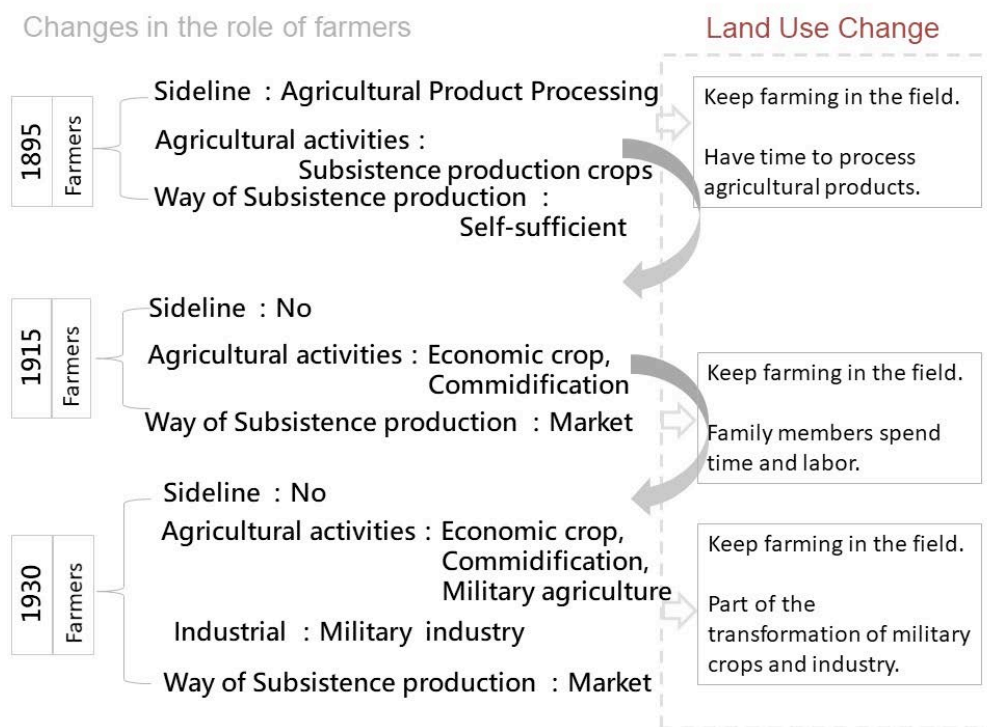 Changes in the role of farmers
Land Use Change
1895
Farmers
Sideline : Agricultural Product Processing
Agricultural activities :
Subsistence production crops
Way of Subsistence production :
Self-sufficient
Keep farming in the field.
Have time to process
agricultural products.
1915
Farmers
Sideline : No
Agricultural activities : Economic crop,
Commidification
Way of Subsistence production : Market
Keep farming in the field.
Family members spend
time and labor.
1930
Farmers
Sideline : No
Agricultural activities : Economic crop,
Commidification,
Military agriculture
Industrial : Military industry
Way of Subsistence production : Market
Keep farming in the field.
Part of the
transformation of military
crops and industry.